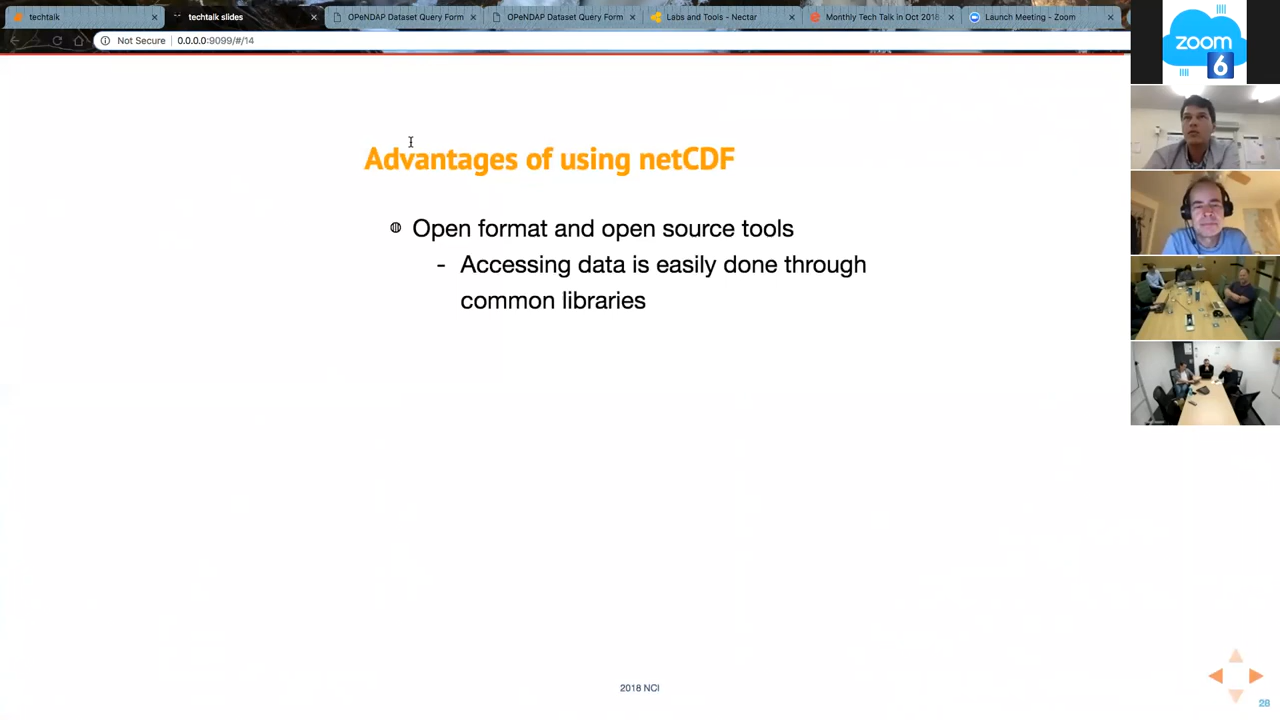 techtalk
techtalk slides
OPeNDAP Dataset Query Form
OPeNDAP Dataset Query Form
Labs and Tools - Nectar
Monthly Tech Talk in Oct 2018
Launch Meeting - Zoom
Not Secure
0.0.0.0:9099/#/14
zoom
6
Advantages of using netCDF
Open format and open source tools
- Accessing data is easily done through
common libraries
2018 NCI
28